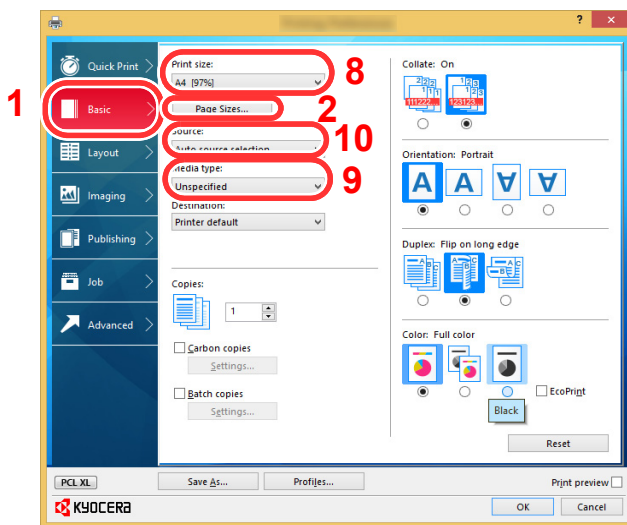 ?
×
Quick Print
Basic
Layout
Imaging
Publishing
Job
Advanced
1
Print size:
A4 [97%]
8
Page Sizes...
2
Source:
Auto source selection
10
Media type:
Unspecified
9
Destination:
Printer default
Copies:
1
Carbon copies
Settings...
Batch copies
Settings...
Collate: On
Orientation: Portrait
A A A A
Duplex: Flip on long edge
Color: Full color
EcoPrint
Black
Reset
PCL XL
Save As...
Profiles...
Print preview
KYOCERA
OK
Cancel